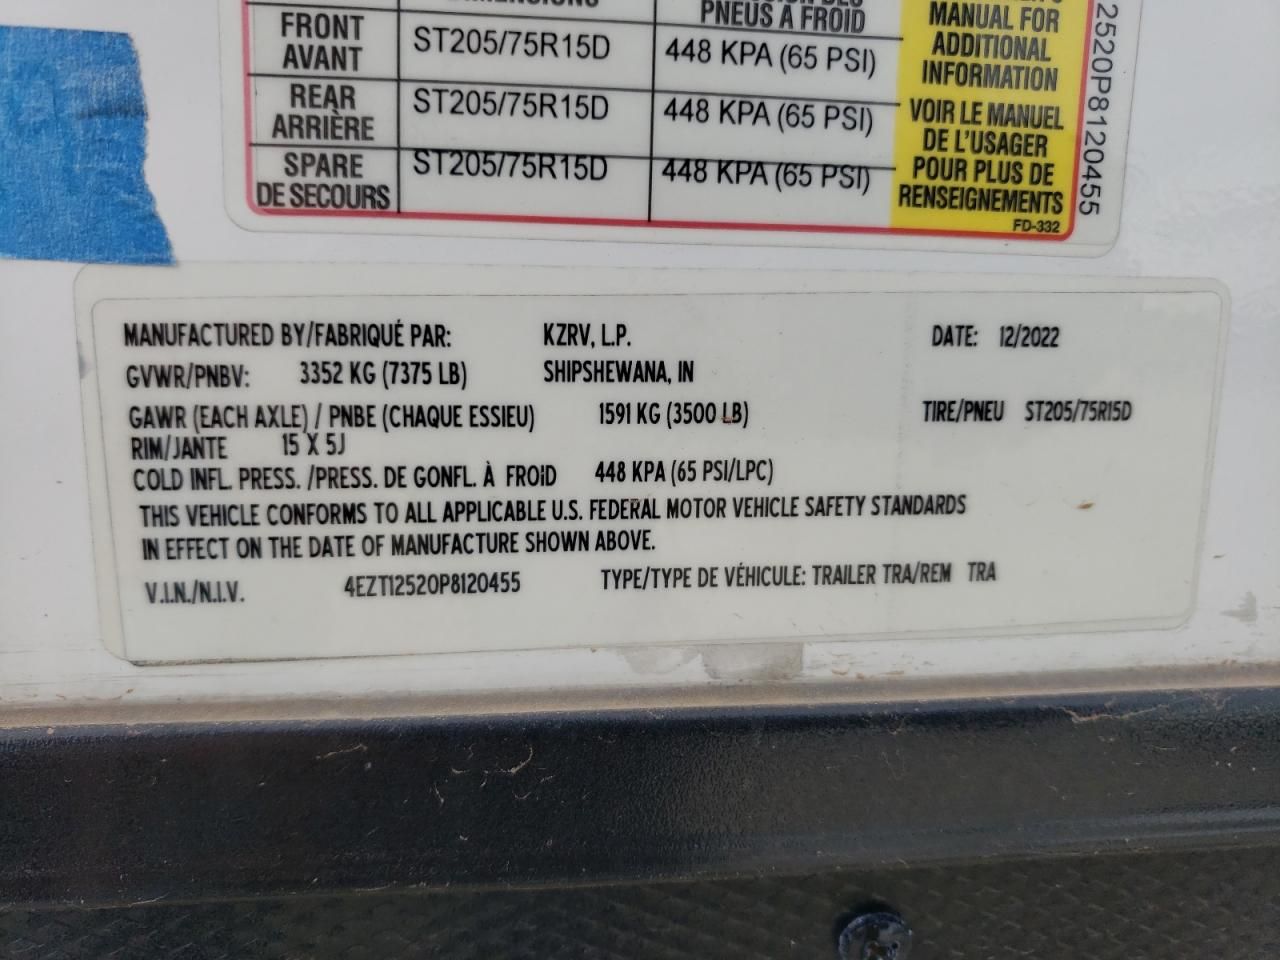 DIMENSIONS
PNEUS A FROID
MANUAL FOR
ADDITIONAL
INFORMATION
FRONT
AVANT
ST205/75R15D
448 KPA (65 PSI)
REAR
ARRIÈRE
ST205/75R15D
448 KPA (65 PSI)
VOIR LE MANUEL
DE L'USAGER
POUR PLUS DE
RENSEIGNEMENTS
SPARE
DE SECOURS
ST205/75R15D
448 KPA (65 PSI)
FD-332
2520P8120455
MANUFACTURED BY/FABRIQUÉ PAR: KZRV, L.P. DATE: 12/2022
GVWR/PNBV: 3352 KG (7375 LB) SHIPSHEWANA, IN
GAWR (EACH AXLE) / PNBE (CHAQUE ESSIEU) 1591 KG (3500 LB) TIRE/PNEU ST205/75R15D
RIM/JANTE 15 X 5J
COLD INFL. PRESS. /PRESS. DE GONFL. À FROID 448 KPA (65 PSI/LPC)
THIS VEHICLE CONFORMS TO ALL APPLICABLE U.S. FEDERAL MOTOR VEHICLE SAFETY STANDARDS
IN EFFECT ON THE DATE OF MANUFACTURE SHOWN ABOVE.
V.I.N./N.I.V. 4EZT12520P8120455 TYPE/TYPE DE VÉHICULE: TRAILER TRA/REM TRA